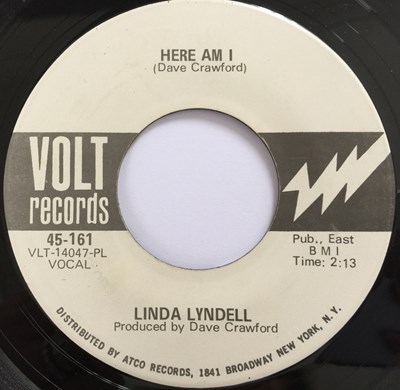 HERE AM I
(Dave Crawford)
VOLT
records
45-161
VLT-14047-PL
VOCAL
Pub., East
B M I
Time: 2:13
LINDA LYNDELL
Produced by Dave Crawford
DISTRIBUTED BY ATCO RECORDS, 1841 BROADWAY NEW YORK, N.Y.